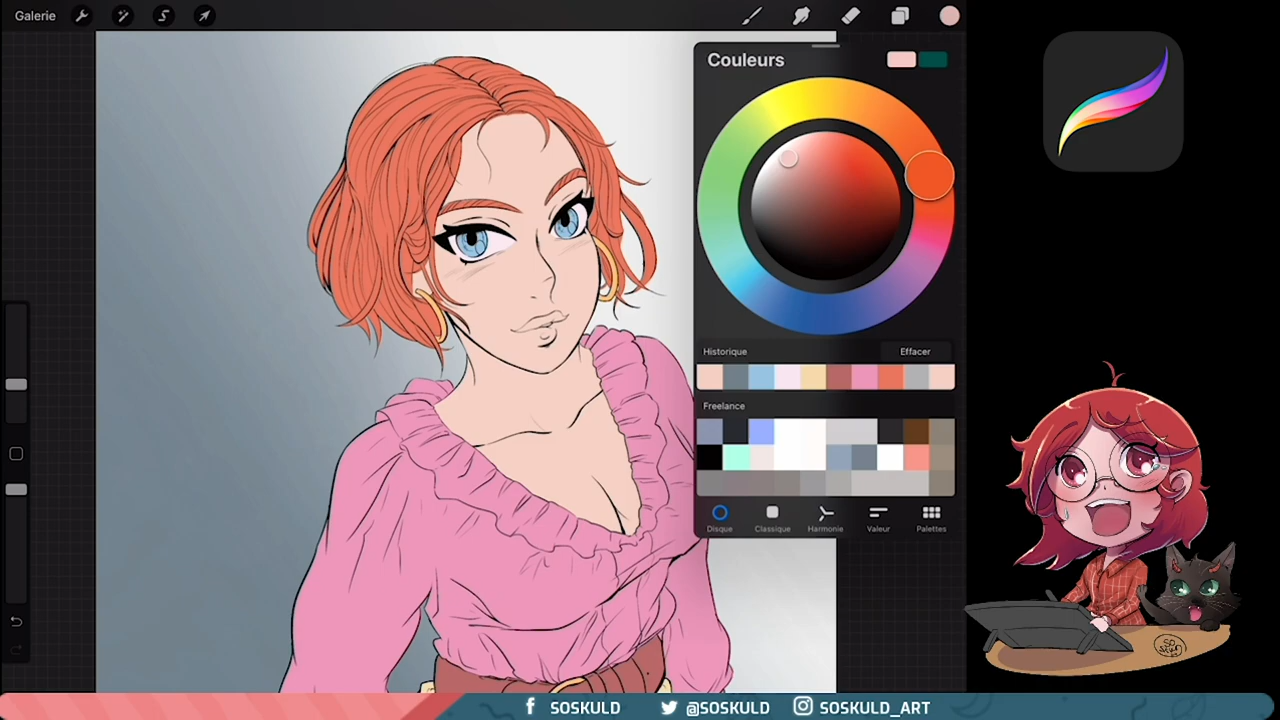 Galerie
Couleurs
Historique
Effacer
Freelance
Disque
Classique
Harmonie
Valeur
Palettes
SOSKULD
@SOSKULD
SOSKULD_ART